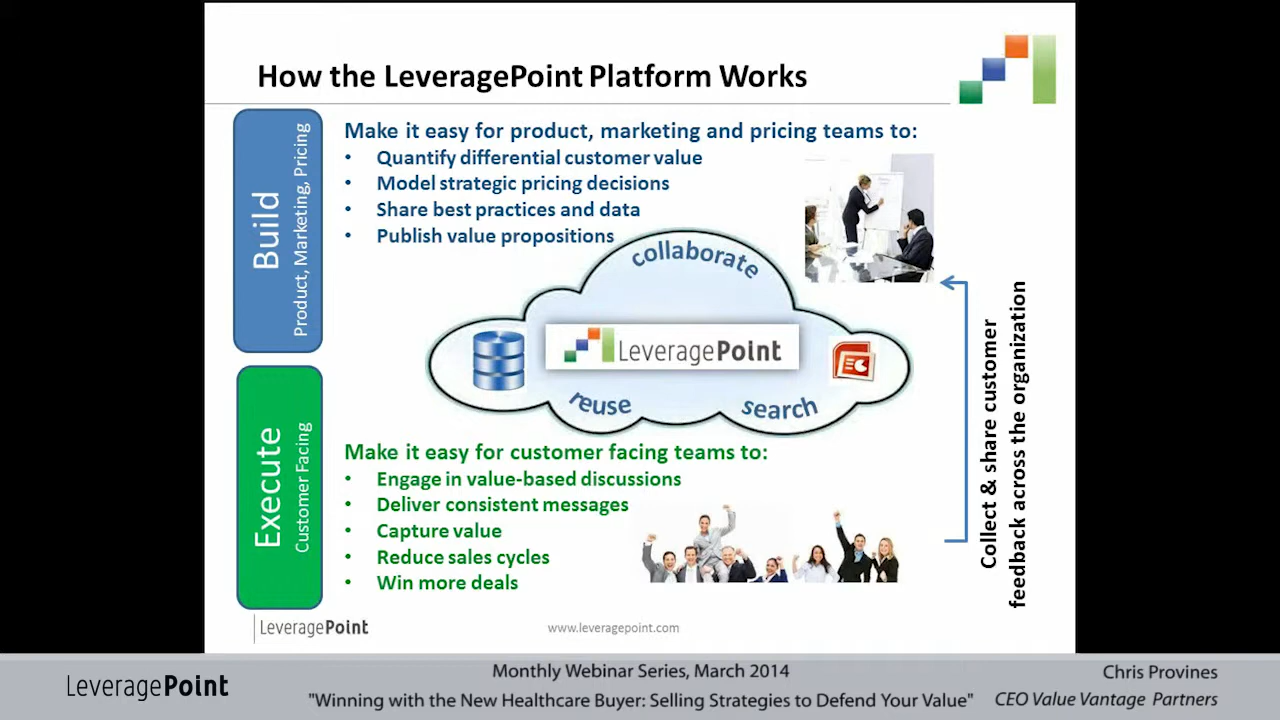 How the LeveragePoint Platform Works
Build
Product, Marketing, Pricing
Make it easy for product, marketing and pricing teams to:
• Quantify differential customer value
• Model strategic pricing decisions
• Share best practices and data
• Publish value propositions
collaborate
LeveragePoint
reuse
search
Execute
Customer Facing
Make it easy for customer facing teams to:
• Engage in value-based discussions
• Deliver consistent messages
• Capture value
• Reduce sales cycles
• Win more deals
Collect & share customer
feedback across the organization
LeveragePoint
www.leveragepoint.com
LeveragePoint
Monthly Webinar Series, March 2014
"Winning with the New Healthcare Buyer: Selling Strategies to Defend Your Value"
Chris Provines
CEO Value Vantage Partners